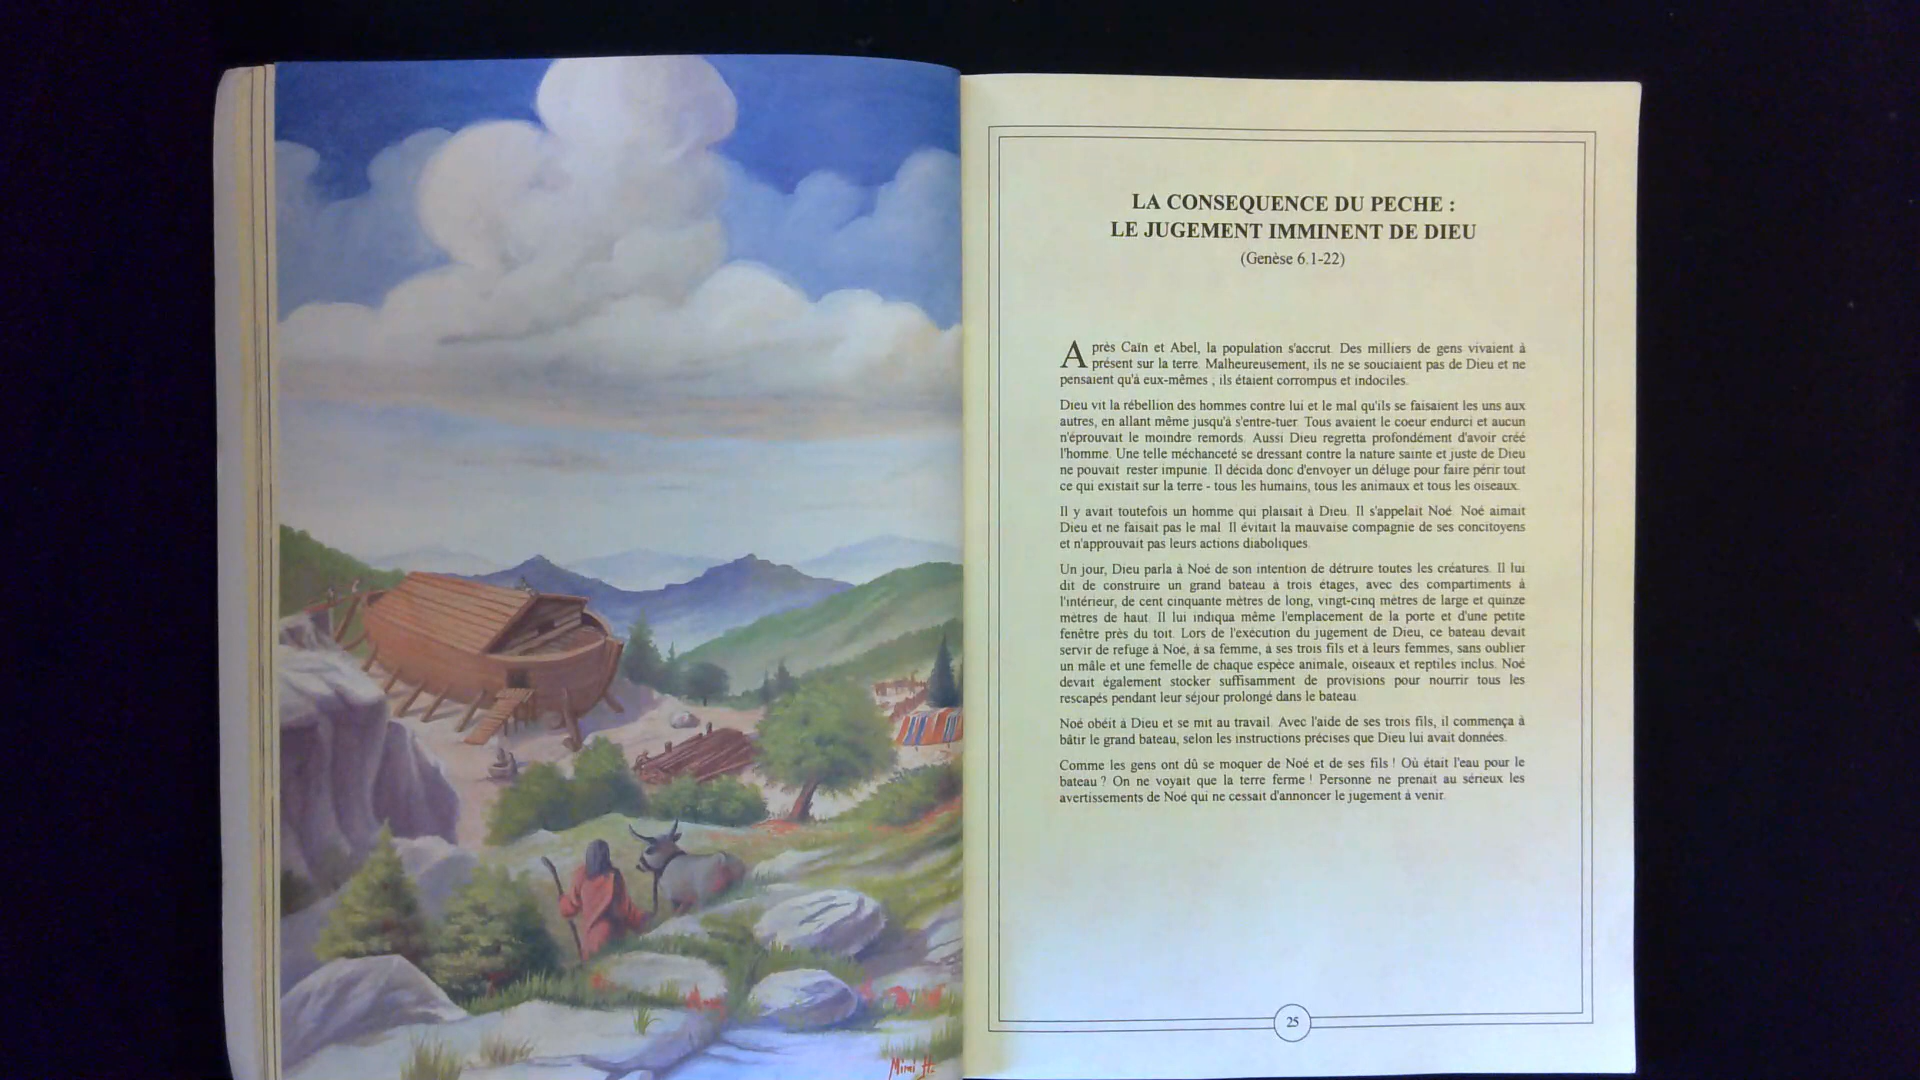 LA CONSEQUENCE DU PECHE :
LE JUGEMENT IMMINENT DE DIEU
(Genèse 6.1-22)
Après Caïn et Abel, la population s'accrut. Des milliers de gens vivaient à
présent sur la terre. Malheureusement, ils ne se souciaient pas de Dieu et ne
pensaient qu'à eux-mêmes ; ils étaient corrompus et indociles.
Dieu vit la rébellion des hommes contre lui et le mal qu'ils se faisaient les uns aux
autres, en allant même jusqu'à s'entre-tuer. Tous avaient le coeur endurci et aucun
n'éprouvait le moindre remords. Aussi Dieu regretta profondément d'avoir créé
l'homme. Une telle méchanceté se dressant contre la nature sainte et juste de Dieu
ne pouvait rester impunie. Il décida donc d'envoyer un déluge pour faire périr tout
ce qui existait sur la terre - tous les humains, tous les animaux et tous les oiseaux.
Il y avait toutefois un homme qui plaisait à Dieu. Il s'appelait Noé. Noé aimait
Dieu et ne faisait pas le mal. Il évitait la mauvaise compagnie de ses concitoyens
et n'approuvait pas leurs actions diaboliques.
Un jour, Dieu parla à Noé de son intention de détruire toutes les créatures. Il lui
dit de construire un grand bateau à trois étages, avec des compartiments à
l'intérieur, de cent cinquante mètres de long, vingt-cinq mètres de large et quinze
mètres de haut. Il lui indiqua même l'emplacement de la porte et d'une petite
fenêtre près du toit. Lors de l'exécution du jugement de Dieu, ce bateau devait
servir de refuge à Noé, à sa femme, à ses trois fils et à leurs femmes, sans oublier
un mâle et une femelle de chaque espèce animale, oiseaux et reptiles inclus. Noé
devait également stocker suffisamment de provisions pour nourrir tous les
rescapés pendant leur séjour prolongé dans le bateau.
Noé obéit à Dieu et se mit au travail. Avec l'aide de ses trois fils, il commença à
bâtir le grand bateau, selon les instructions précises que Dieu lui avait données.
Comme les gens ont dû se moquer de Noé et de ses fils ! Où était l'eau pour le
bateau ? On ne voyait que la terre ferme ! Personne ne prenait au sérieux les
avertissements de Noé qui ne cessait d'annoncer le jugement à venir.
25